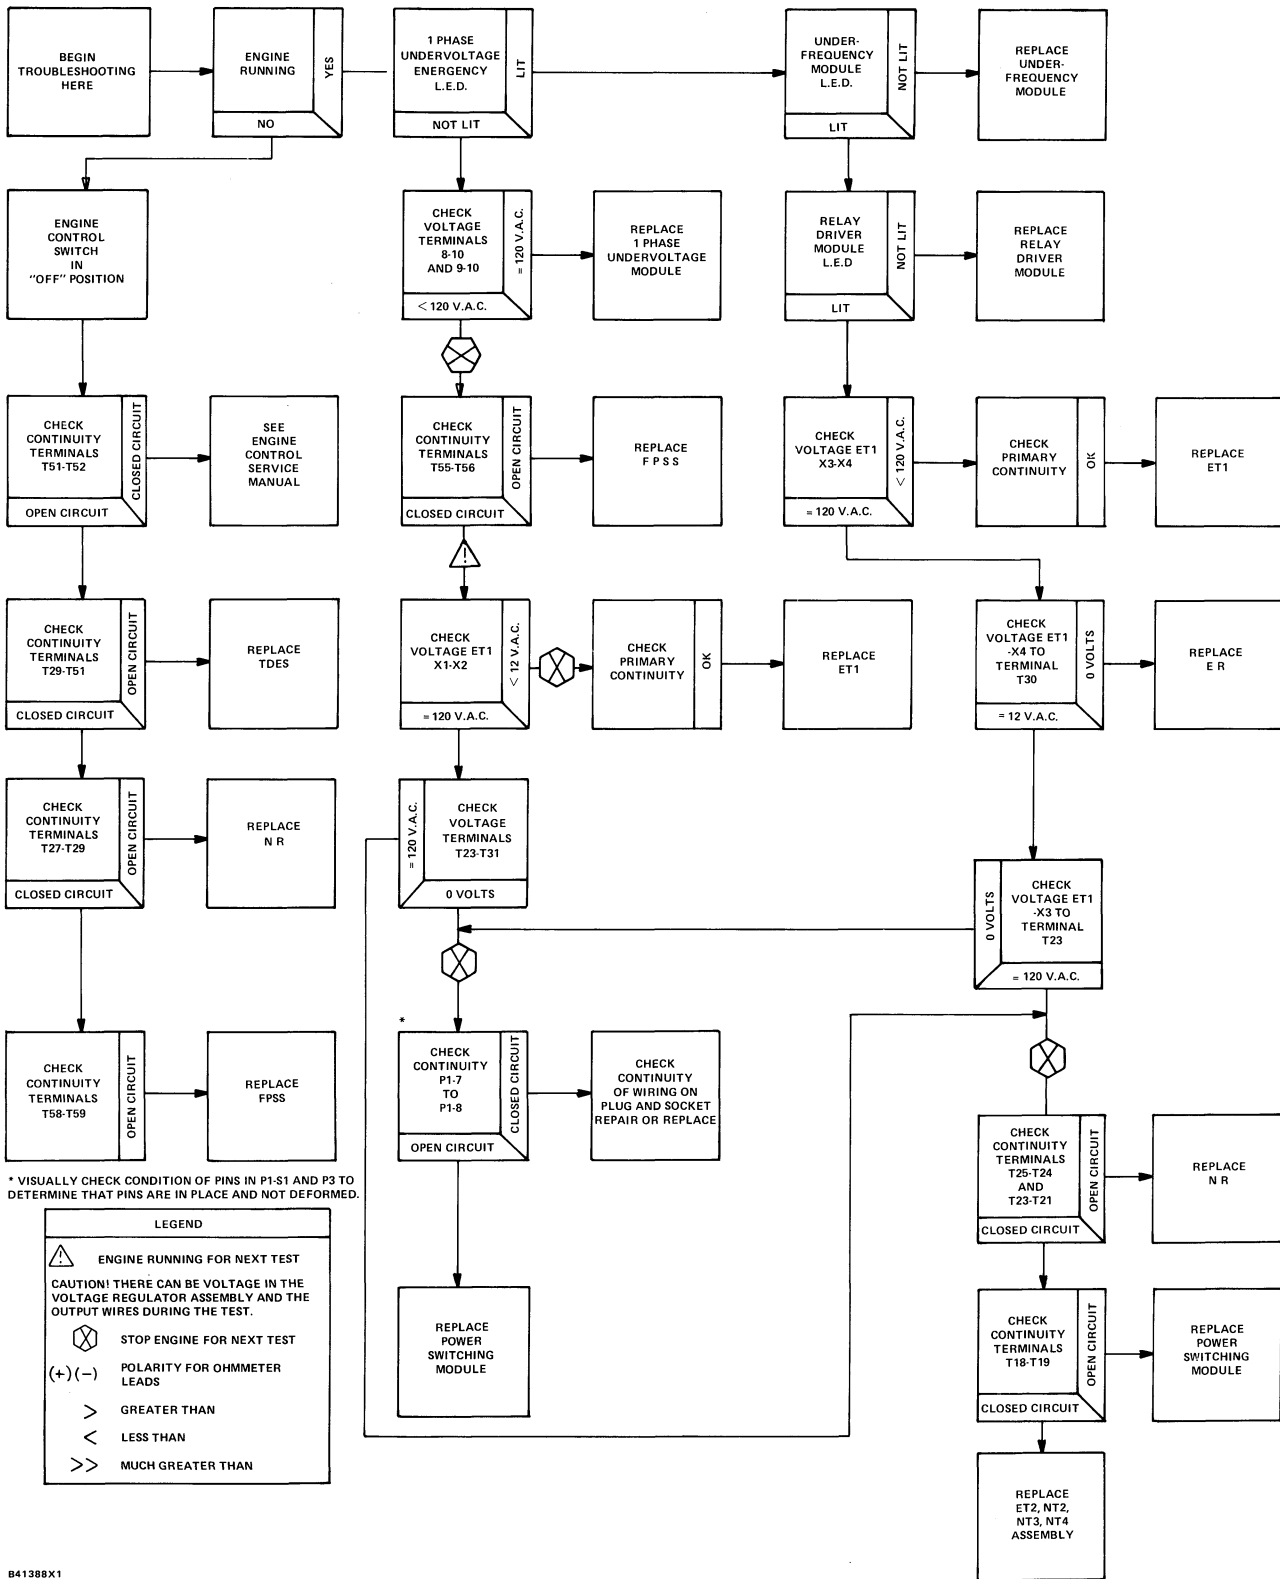 BEGIN
TROUBLESHOOTING
HERE
ENGINE
RUNNING
YES
NO
1 PHASE
UNDERVOLTAGE
ENERGENCY
L.E.D.
LIT
NOT LIT
UNDER-
FREQUENCY
MODULE
L.E.D.
NOT LIT
LIT
REPLACE
UNDER-
FREQUENCY
MODULE
ENGINE
CONTROL
SWITCH
IN
"OFF" POSITION
CHECK
VOLTAGE
TERMINALS
8-10
AND 9-10
= 120 V.A.C.
< 120 V.A.C.
REPLACE
1 PHASE
UNDERVOLTAGE
MODULE
RELAY
DRIVER
MODULE
L.E.D
NOT LIT
LIT
REPLACE
RELAY
DRIVER
MODULE
CHECK
CONTINUITY
TERMINALS
T51-T52
CLOSED CIRCUIT
OPEN CIRCUIT
SEE
ENGINE
CONTROL
SERVICE
MANUAL
CHECK
CONTINUITY
TERMINALS
T55-T56
OPEN CIRCUIT
CLOSED CIRCUIT
REPLACE
F P S S
CHECK
VOLTAGE ET1
X3-X4
< 120 V.A.C.
= 120 V.A.C.
CHECK
PRIMARY
CONTINUITY
OK
REPLACE
ET1
CHECK
CONTINUITY
TERMINALS
T29-T51
OPEN CIRCUIT
CLOSED CIRCUIT
REPLACE
TDES
CHECK
VOLTAGE ET1
X1-X2
< 12 V.A.C.
= 120 V.A.C.
CHECK
PRIMARY
CONTINUITY
OK
REPLACE
ET1
CHECK
VOLTAGE ET1
-X4 TO
TERMINAL
T30
0 VOLTS
= 12 V.A.C.
REPLACE
E R
CHECK
CONTINUITY
TERMINALS
T27-T29
OPEN CIRCUIT
CLOSED CIRCUIT
REPLACE
N R
= 120 V.A.C.
CHECK
VOLTAGE
TERMINALS
T23-T31
0 VOLTS
0 VOLTS
CHECK
VOLTAGE ET1
-X3 TO
TERMINAL
T23
= 120 V.A.C.
CHECK
CONTINUITY
TERMINALS
T58-T59
OPEN CIRCUIT
REPLACE
FPSS
*
CHECK
CONTINUITY
P1-7
TO
P1-8
CLOSED CIRCUIT
OPEN CIRCUIT
CHECK
CONTINUITY
OF WIRING ON
PLUG AND SOCKET
REPAIR OR REPLACE
CHECK
CONTINUITY
TERMINALS
T25-T24
AND
T23-T21
OPEN CIRCUIT
CLOSED CIRCUIT
REPLACE
N R
* VISUALLY CHECK CONDITION OF PINS IN P1-S1 AND P3 TO
DETERMINE THAT PINS ARE IN PLACE AND NOT DEFORMED.
LEGEND
! ENGINE RUNNING FOR NEXT TEST
CAUTION! THERE CAN BE VOLTAGE IN THE
VOLTAGE REGULATOR ASSEMBLY AND THE
OUTPUT WIRES DURING THE TEST.
STOP ENGINE FOR NEXT TEST
(+)(-) POLARITY FOR OHMMETER
LEADS
> GREATER THAN
< LESS THAN
>> MUCH GREATER THAN
REPLACE
POWER
SWITCHING
MODULE
CHECK
CONTINUITY
TERMINALS
T18-T19
OPEN CIRCUIT
CLOSED CIRCUIT
REPLACE
POWER
SWITCHING
MODULE
REPLACE
ET2, NT2,
NT3, NT4
ASSEMBLY
B41388X1